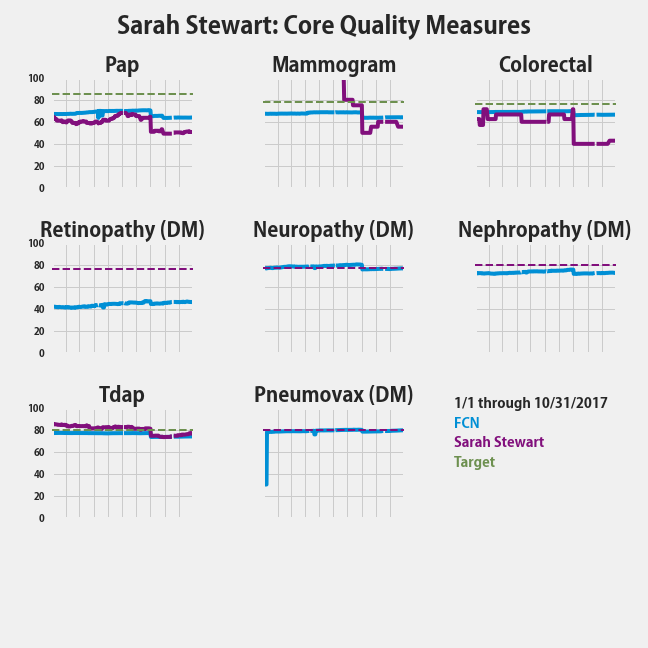 Sarah Stewart: Core Quality Measures
Pap
Mammogram
Colorectal
100
80
60
40
20
0
Retinopathy (DM)
Neuropathy (DM)
Nephropathy (DM)
100
80
60
40
20
0
Tdap
Pneumovax (DM)
1/1 through 10/31/2017
FCN
Sarah Stewart
Target
100
80
60
40
20
0